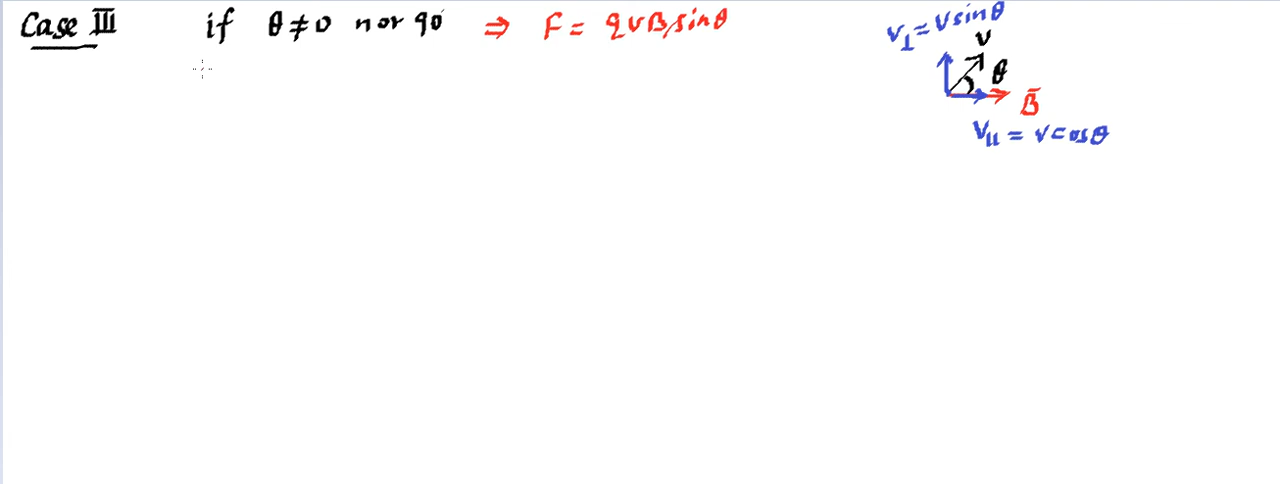 Case III if θ ≠ 0 nor 90 ⇒ F = qvB sinθ
v⊥ = v sinθ
v
θ
B̄
v∥ = v cosθ